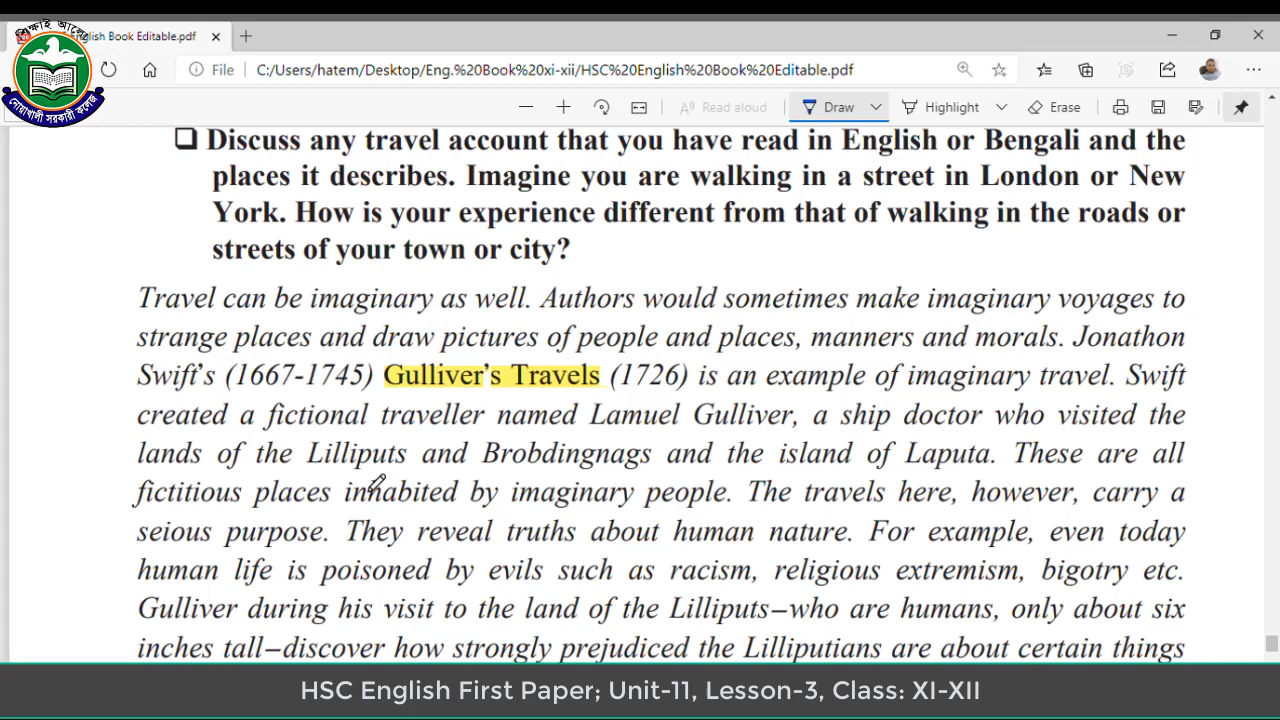 English Book Editable.pdf
File C:/Users/hatem/Desktop/Eng.%20Book%20xi-xii/HSC%20English%20Book%20Editable.pdf
Read aloud Draw Highlight Erase
শিক্ষাই আলো
নোয়াখালী সরকারী কলেজ
❑ Discuss any travel account that you have read in English or Bengali and the
places it describes. Imagine you are walking in a street in London or New
York. How is your experience different from that of walking in the roads or
streets of your town or city?
Travel can be imaginary as well. Authors would sometimes make imaginary voyages to
strange places and draw pictures of people and places, manners and morals. Jonathon
Swift's (1667-1745) Gulliver's Travels (1726) is an example of imaginary travel. Swift
created a fictional traveller named Lamuel Gulliver, a ship doctor who visited the
lands of the Lilliputs and Brobdingnags and the island of Laputa. These are all
fictitious places inhabited by imaginary people. The travels here, however, carry a
seious purpose. They reveal truths about human nature. For example, even today
human life is poisoned by evils such as racism, religious extremism, bigotry etc.
Gulliver during his visit to the land of the Lilliputs–who are humans, only about six
inches tall–discover how strongly prejudiced the Lilliputians are about certain things
HSC English First Paper; Unit-11, Lesson-3, Class: XI-XII